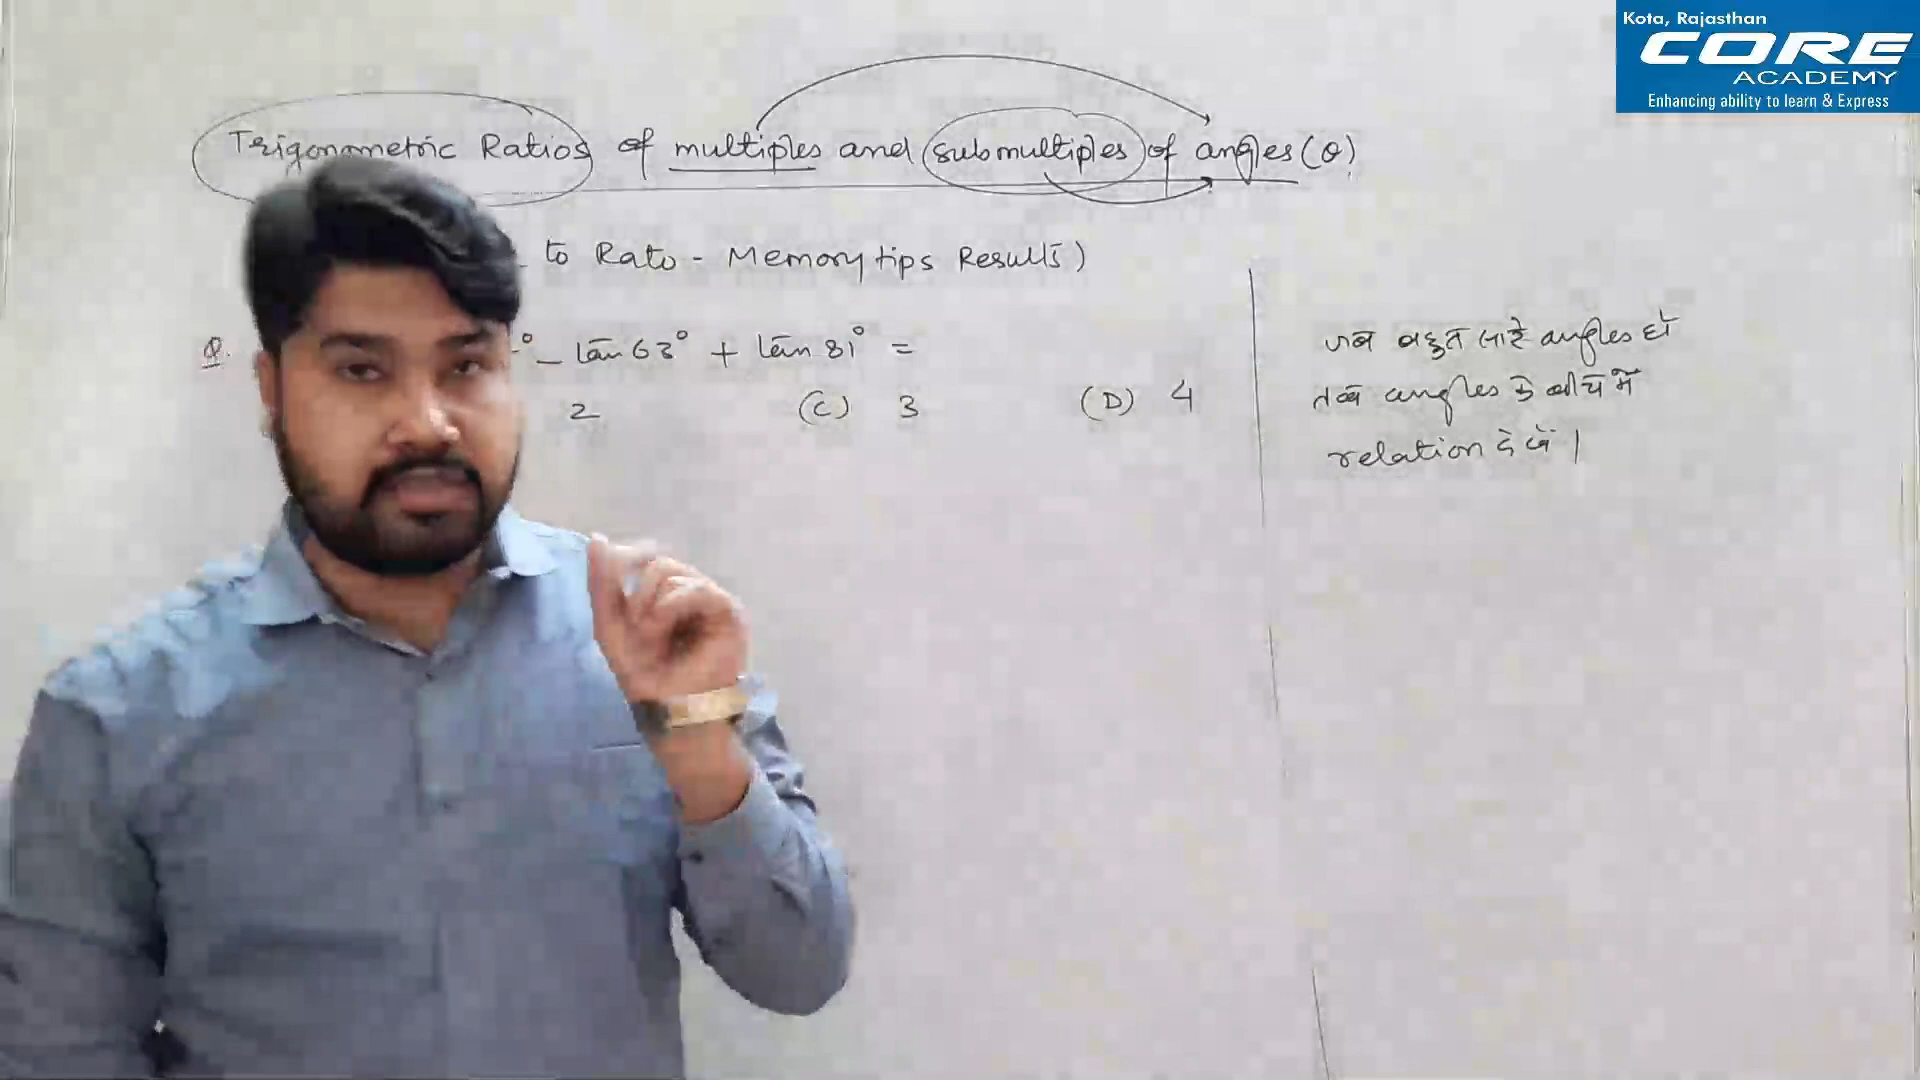 Kota, Rajasthan
CORE
ACADEMY
Enhancing ability to learn & Express
Trigonometric Ratios of multiples and submultiples of angles (θ)
to Rato - Memory tips Results)
Q. ° - tan 63° + tan 81° =
2 (C) 3 (D) 4
जब बहुत सारे angles हो
तब angles के बीच में
relation देखें।